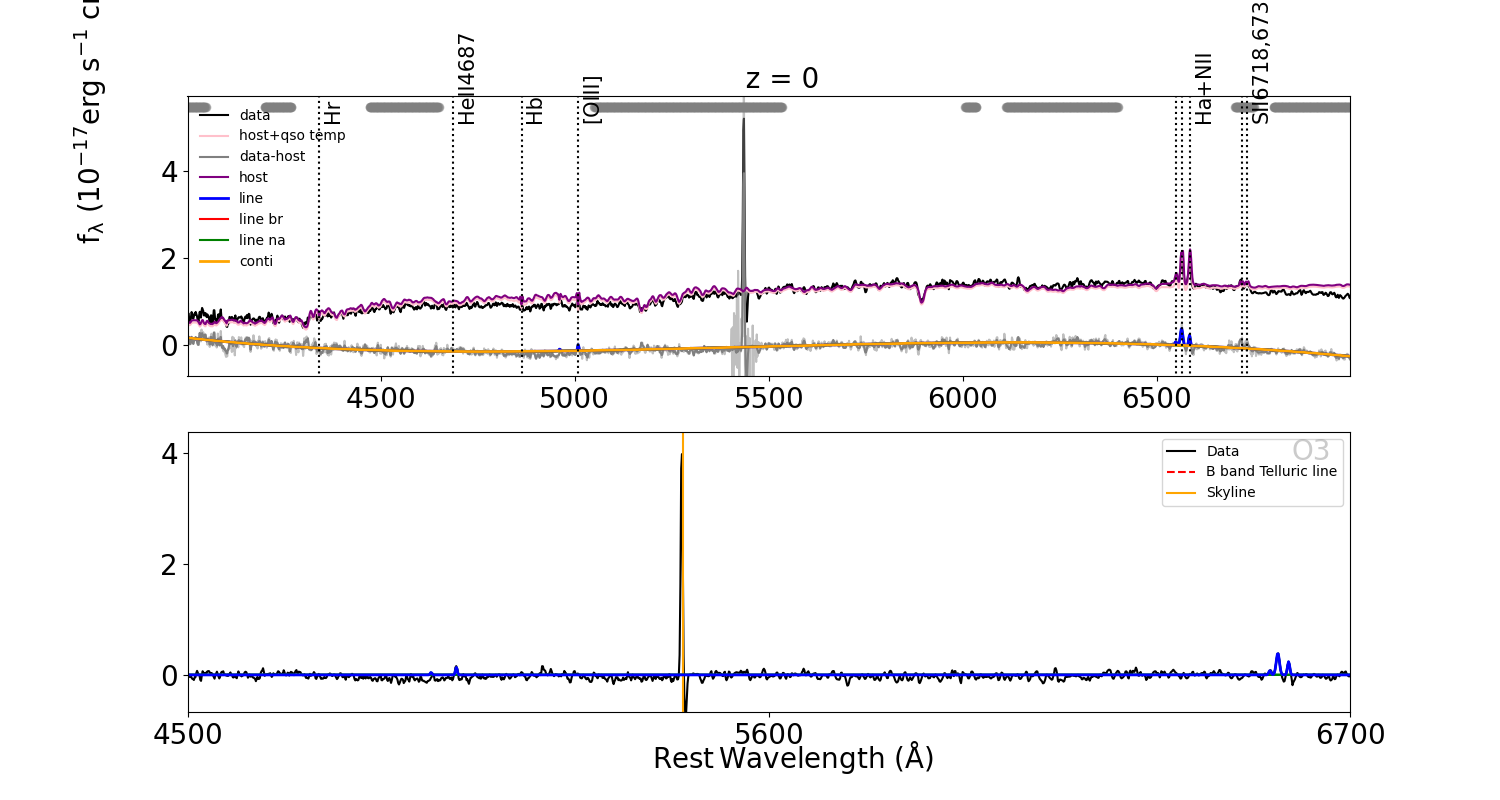 z = 0
f_λ (10⁻¹⁷erg s⁻¹
Hr
HeII4687
Hb
[OIII]
Ha+NII
SII6718,673
data
host+qso temp
data-host
host
line
line br
line na
conti
4
2
0
4500
5000
5500
6000
6500
O3
Data
B band Telluric line
Skyline
4
2
0
4500
5600
6700
Rest Wavelength (Å)